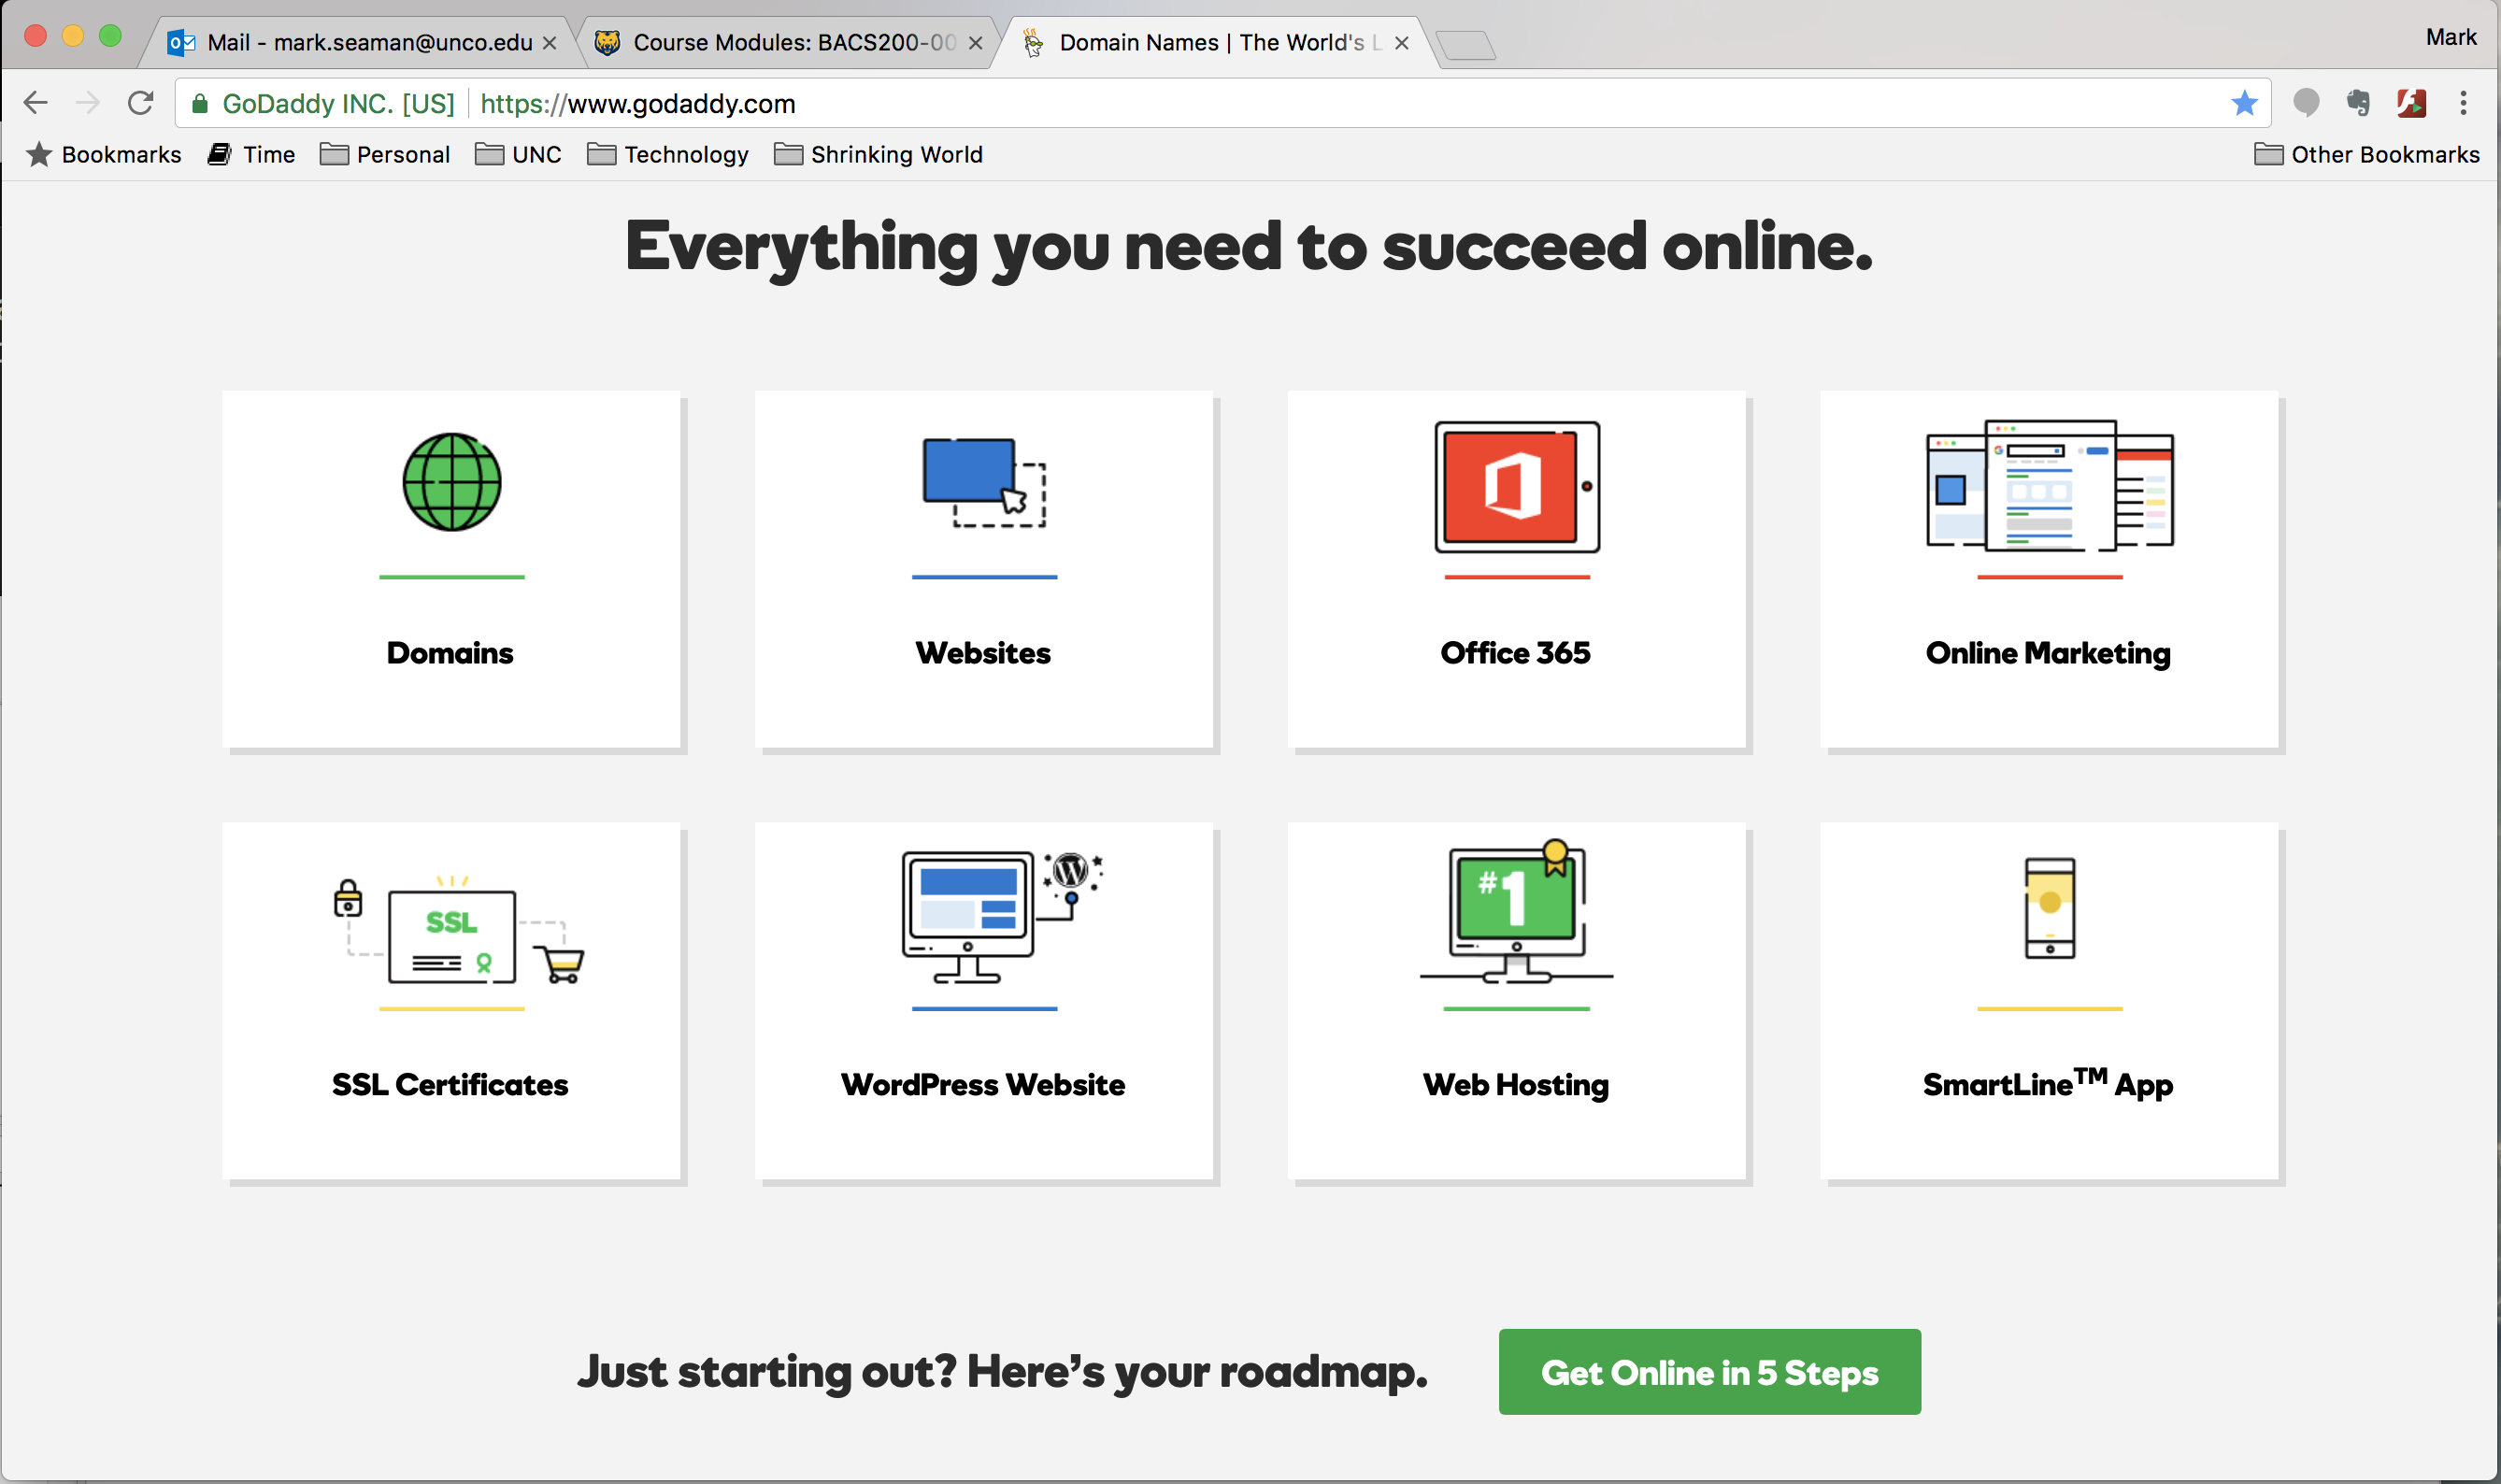 Mail - mark.seaman@unco.edu
Course Modules: BACS200-00
Domain Names | The World's L
Mark
GoDaddy INC. [US] https://www.godaddy.com
Bookmarks Time Personal UNC Technology Shrinking World Other Bookmarks
Everything you need to succeed online.
Domains Websites Office 365 Online Marketing
SSL
#1
SSL Certificates WordPress Website Web Hosting SmartLine™ App
Just starting out? Here's your roadmap. Get Online in 5 Steps